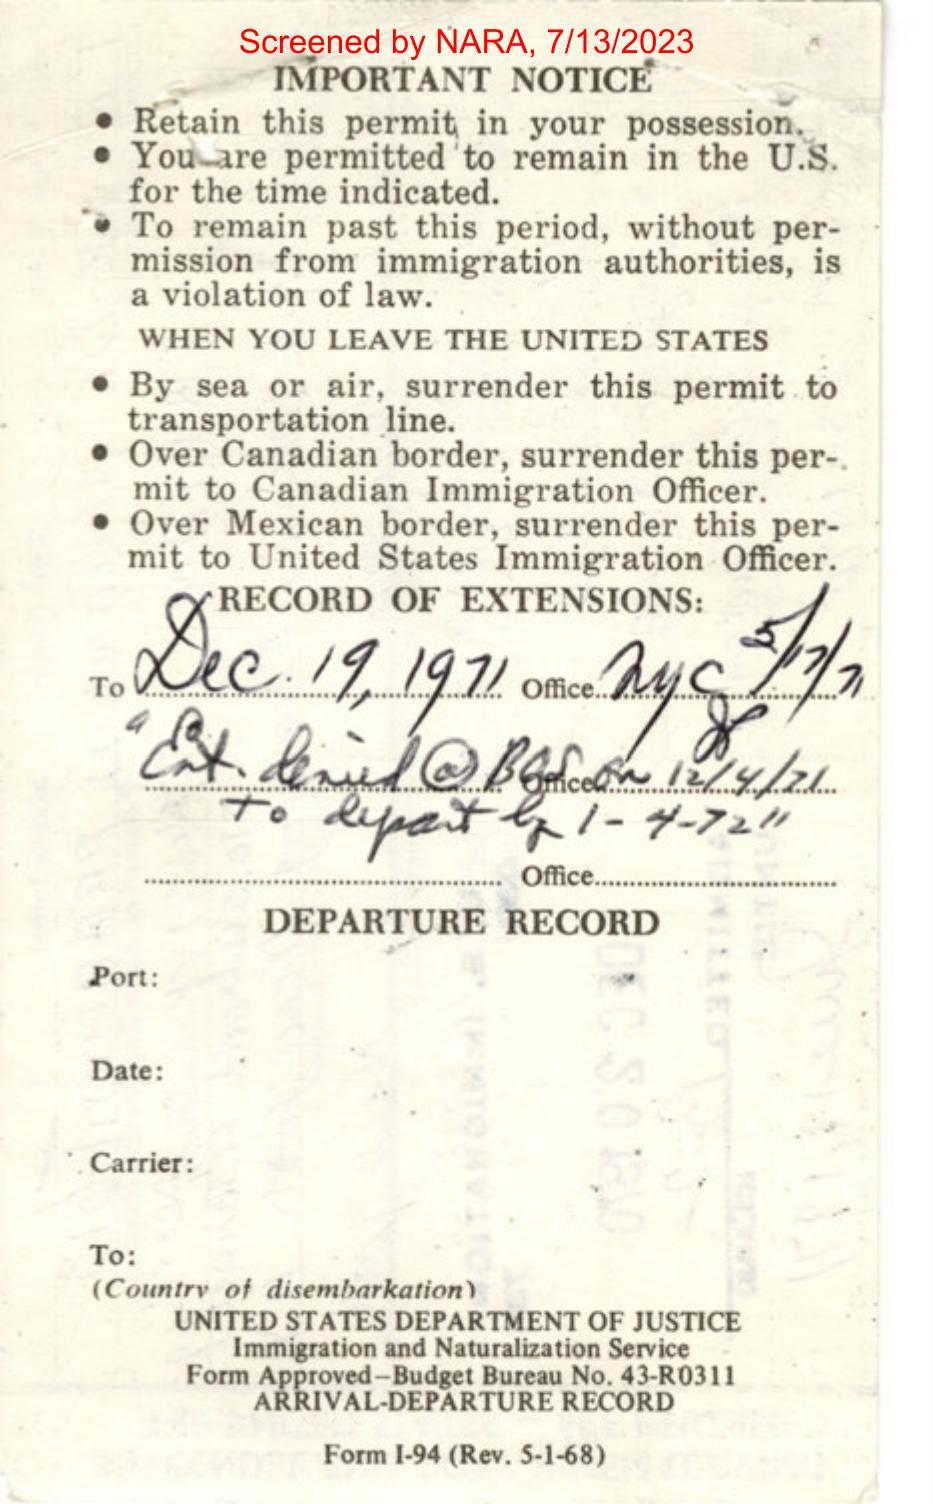 Screened by NARA, 7/13/2023
IMPORTANT NOTICE
• Retain this permit in your possession.
• You are permitted to remain in the U.S.
for the time indicated.
• To remain past this period, without per-
mission from immigration authorities, is
a violation of law.
WHEN YOU LEAVE THE UNITED STATES
• By sea or air, surrender this permit to
transportation line.
• Over Canadian border, surrender this per-
mit to Canadian Immigration Officer.
• Over Mexican border, surrender this per-
mit to United States Immigration Officer.
RECORD OF EXTENSIONS:
To Dec. 19, 1971 Office NYC 5/17/71
"Ext. denied @ BOS Office on 12/4/71
To depart by 1-4-72"
Office
DEPARTURE RECORD
Port:
Date:
Carrier:
To:
(Country of disembarkation)
UNITED STATES DEPARTMENT OF JUSTICE
Immigration and Naturalization Service
Form Approved—Budget Bureau No. 43-R0311
ARRIVAL-DEPARTURE RECORD
Form I-94 (Rev. 5-1-68)